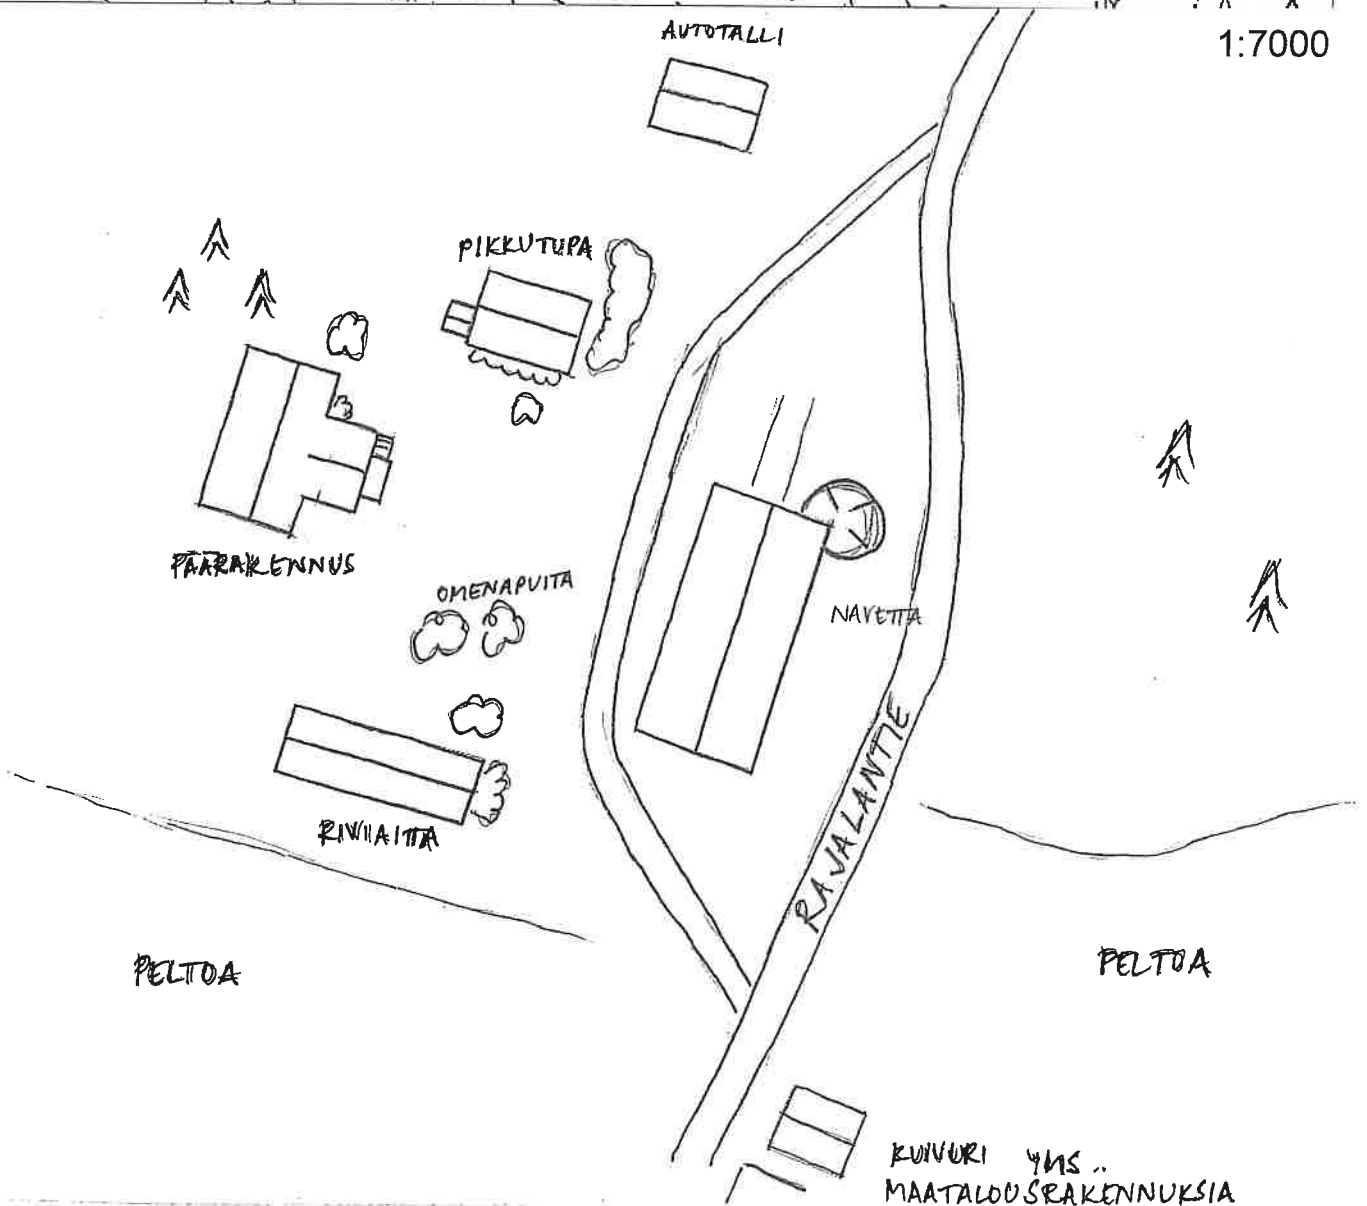 AUTOTALLI
1:7000
PIKKUTUPA
PÄÄRAKENNUS
OMENAPUITA
NAVETTA
RAJALANTIE
RIVIAITTA
PELTOA
PELTOA
KUIVURI YMS..
MAATALOUSRAKENNUKSIA